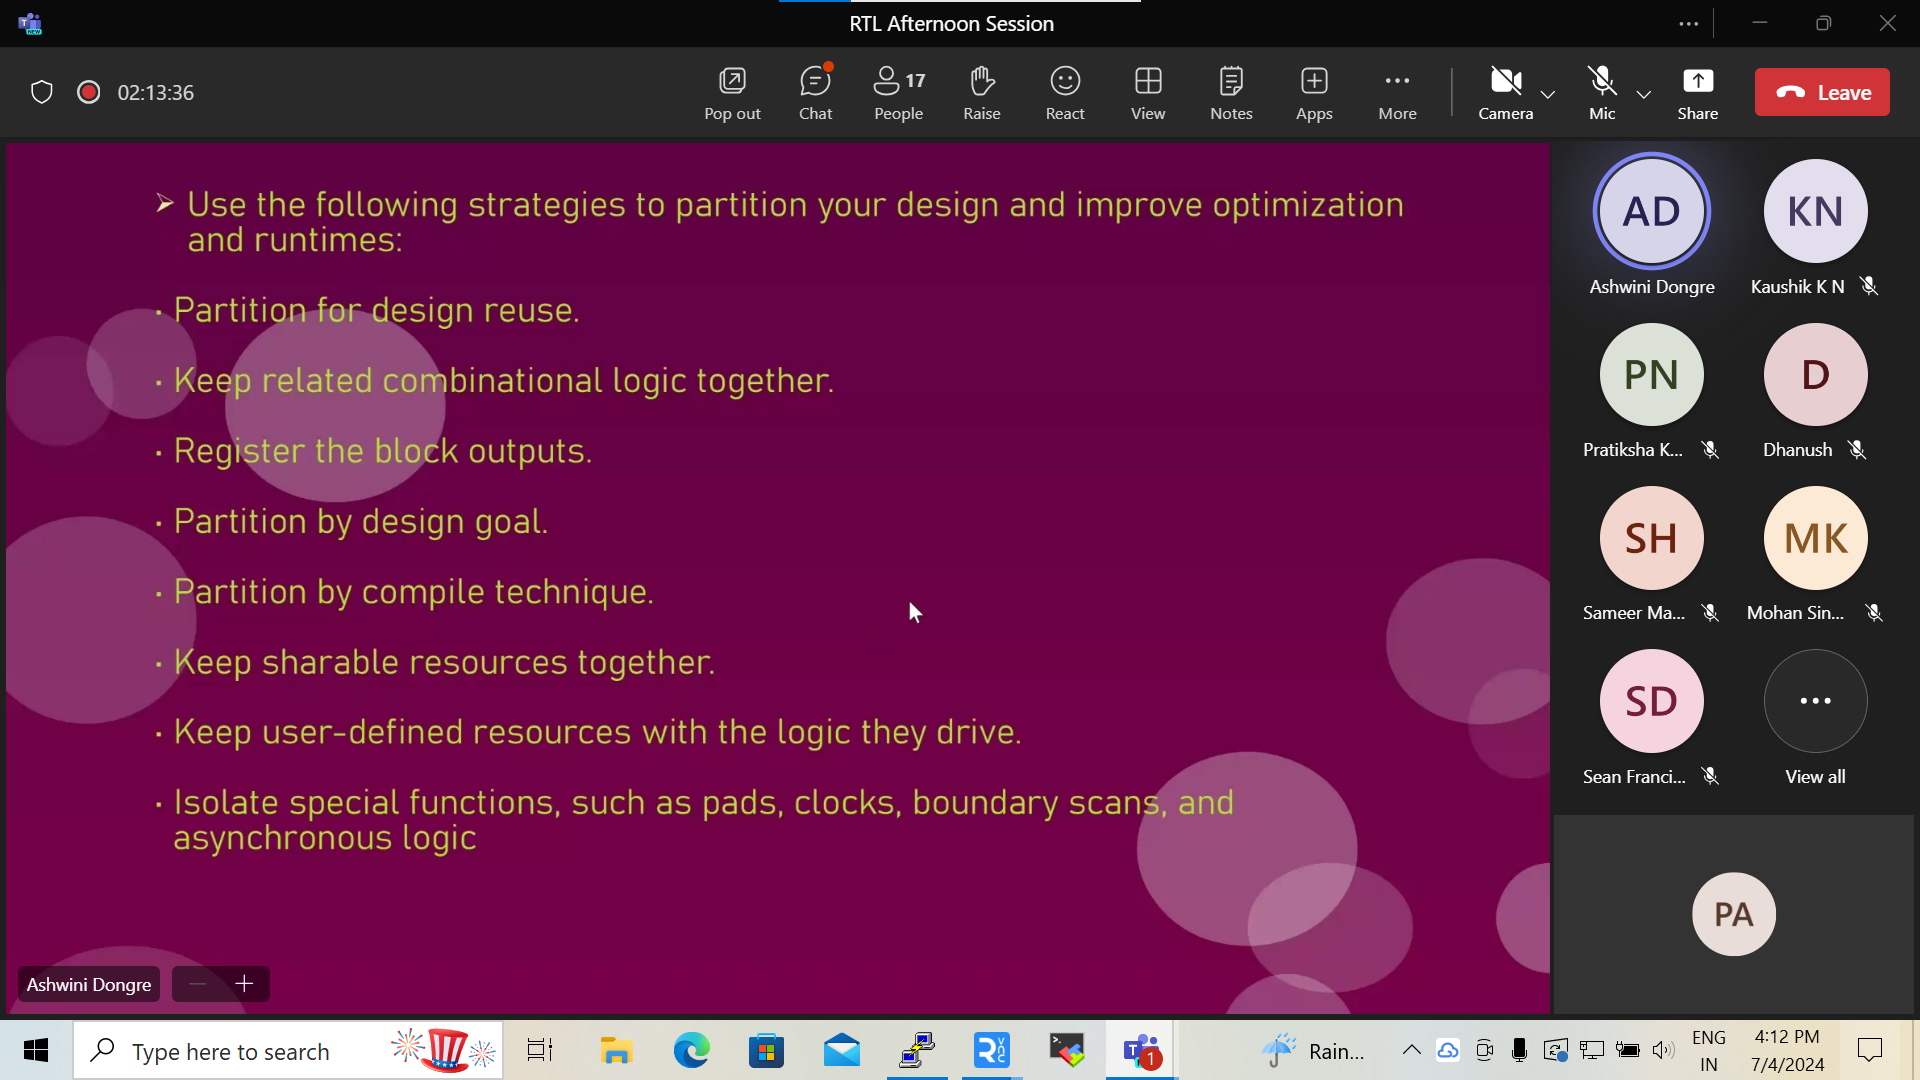 RTL Afternoon Session
02:13:36
Pop out
Chat
17
People
Raise
React
View
Notes
Apps
More
Camera
Mic
Share
Leave
➢ Use the following strategies to partition your design and improve optimization
and runtimes:
· Partition for design reuse.
· Keep related combinational logic together.
· Register the block outputs.
· Partition by design goal.
· Partition by compile technique.
· Keep sharable resources together.
· Keep user-defined resources with the logic they drive.
· Isolate special functions, such as pads, clocks, boundary scans, and
asynchronous logic
Ashwini Dongre
AD
Ashwini Dongre
KN
Kaushik K N
PN
Pratiksha K...
D
Dhanush
SH
Sameer Ma...
MK
Mohan Sin...
SD
Sean Franci...
View all
PA
Type here to search
1
Rain...
ENG
IN
4:12 PM
7/4/2024